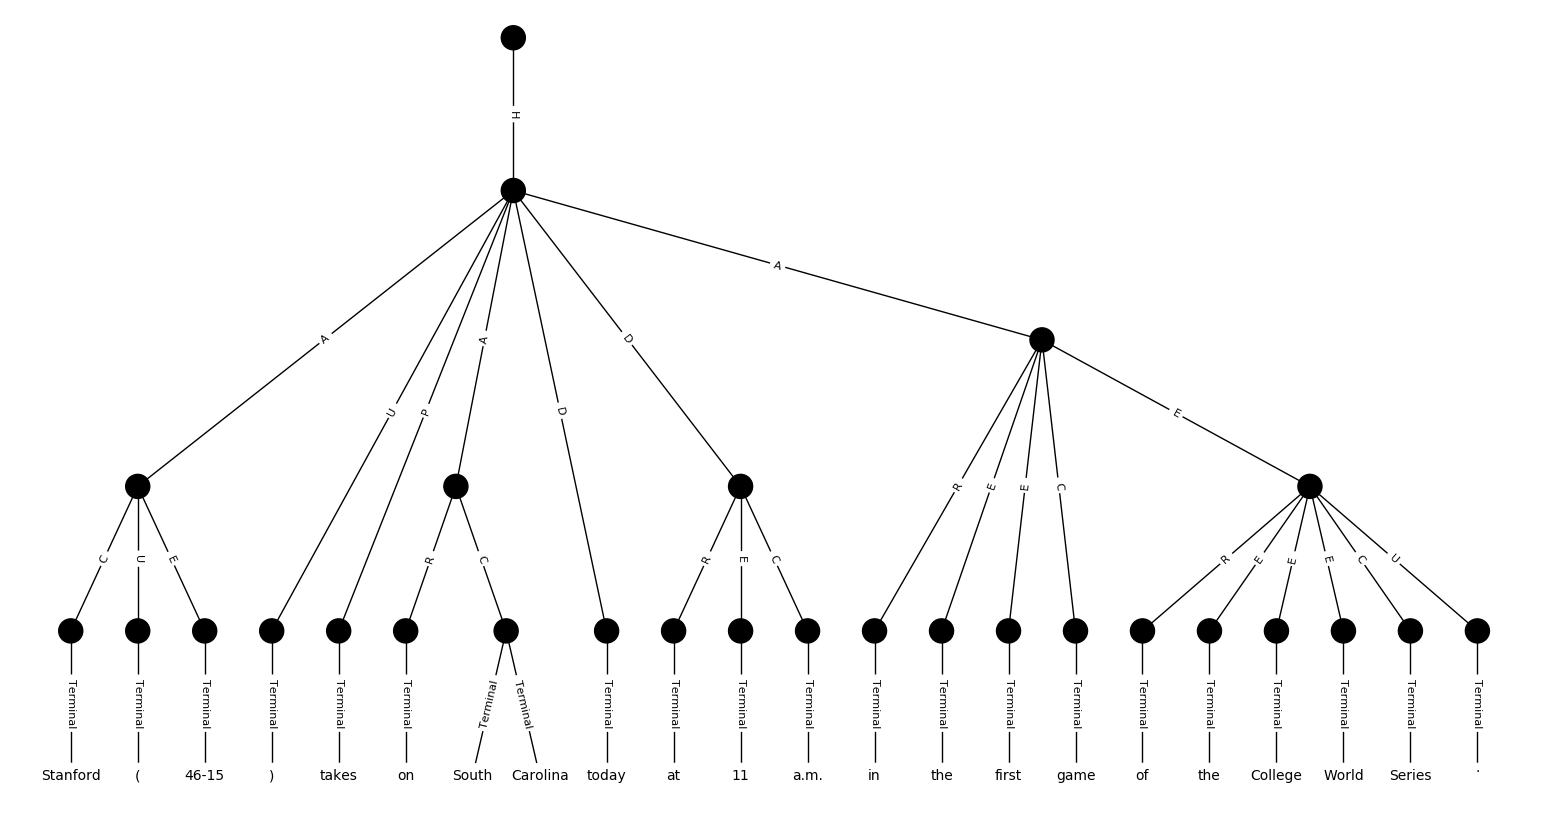 H
A
A
A
D
U
P
D
E
R
E
E
C
C
U
E
R
C
R
E
C
R
E
E
E
C
U
Terminal Terminal Terminal Terminal Terminal Terminal Terminal Terminal Terminal Terminal Terminal Terminal Terminal Terminal Terminal Terminal Terminal Terminal Terminal Terminal Terminal Terminal
Stanford ( 46-15 ) takes on South Carolina today at 11 a.m. in the first game of the College World Series .